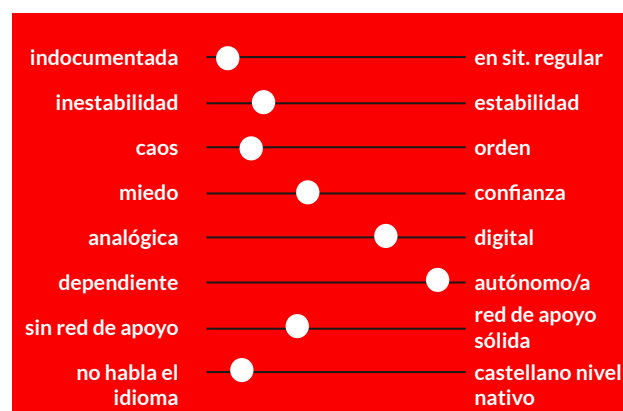 indocumentada en sit. regular
inestabilidad estabilidad
caos orden
miedo confianza
analógica digital
dependiente autónomo/a
sin red de apoyo red de apoyo
sólida
no habla el castellano nivel
idioma nativo